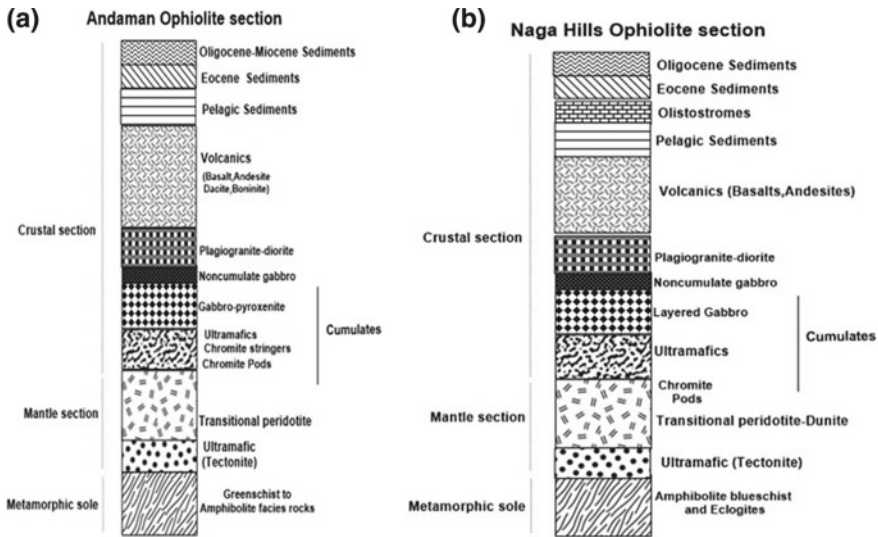 (a)
Andaman Ophiolite section
Oligocene-Miocene Sediments
Eocene Sediments
Pelagic Sediments
Volcanics
(Basalt,Andesite
Dacite,Boninite)
Crustal section
Plagiogranite-diorite
Noncumulate gabbro
Gabbro-pyroxenite
Cumulates
Ultramafics
Chromite stringers
Chromite Pods
Mantle section
Transitional peridotite
Ultramafic
(Tectonite)
Metamorphic sole
Greenschist to
Amphibolite facies rocks
(b)
Naga Hills Ophiolite section
Oligocene Sediments
Eocene Sediments
Olistostromes
Pelagic Sediments
Volcanics (Basalts,Andesites)
Crustal section
Plagiogranite-diorite
Noncumulate gabbro
Layered Gabbro
Cumulates
Ultramafics
Chromite
Pods
Mantle section
Transitional peridotite-Dunite
Ultramafic (Tectonite)
Metamorphic sole
Amphibolite blueschist
and Eclogites